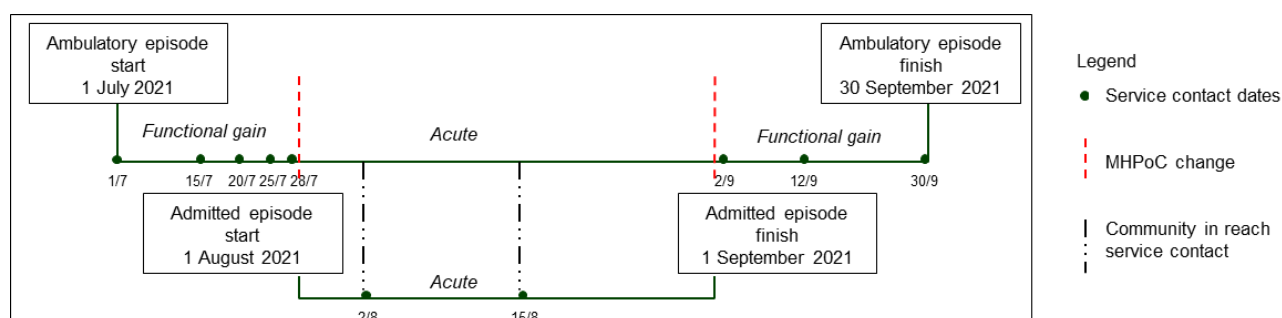 Ambulatory episode
start
1 July 2021
Ambulatory episode
finish
30 September 2021
Legend
Service contact dates
MHPoC change
Community in reach
service contact
Functional gain
Acute
Functional gain
1/7
15/7
20/7
25/7
28/7
2/9
12/9
30/9
Admitted episode
start
1 August 2021
Admitted episode
finish
1 September 2021
Acute
2/8
15/8